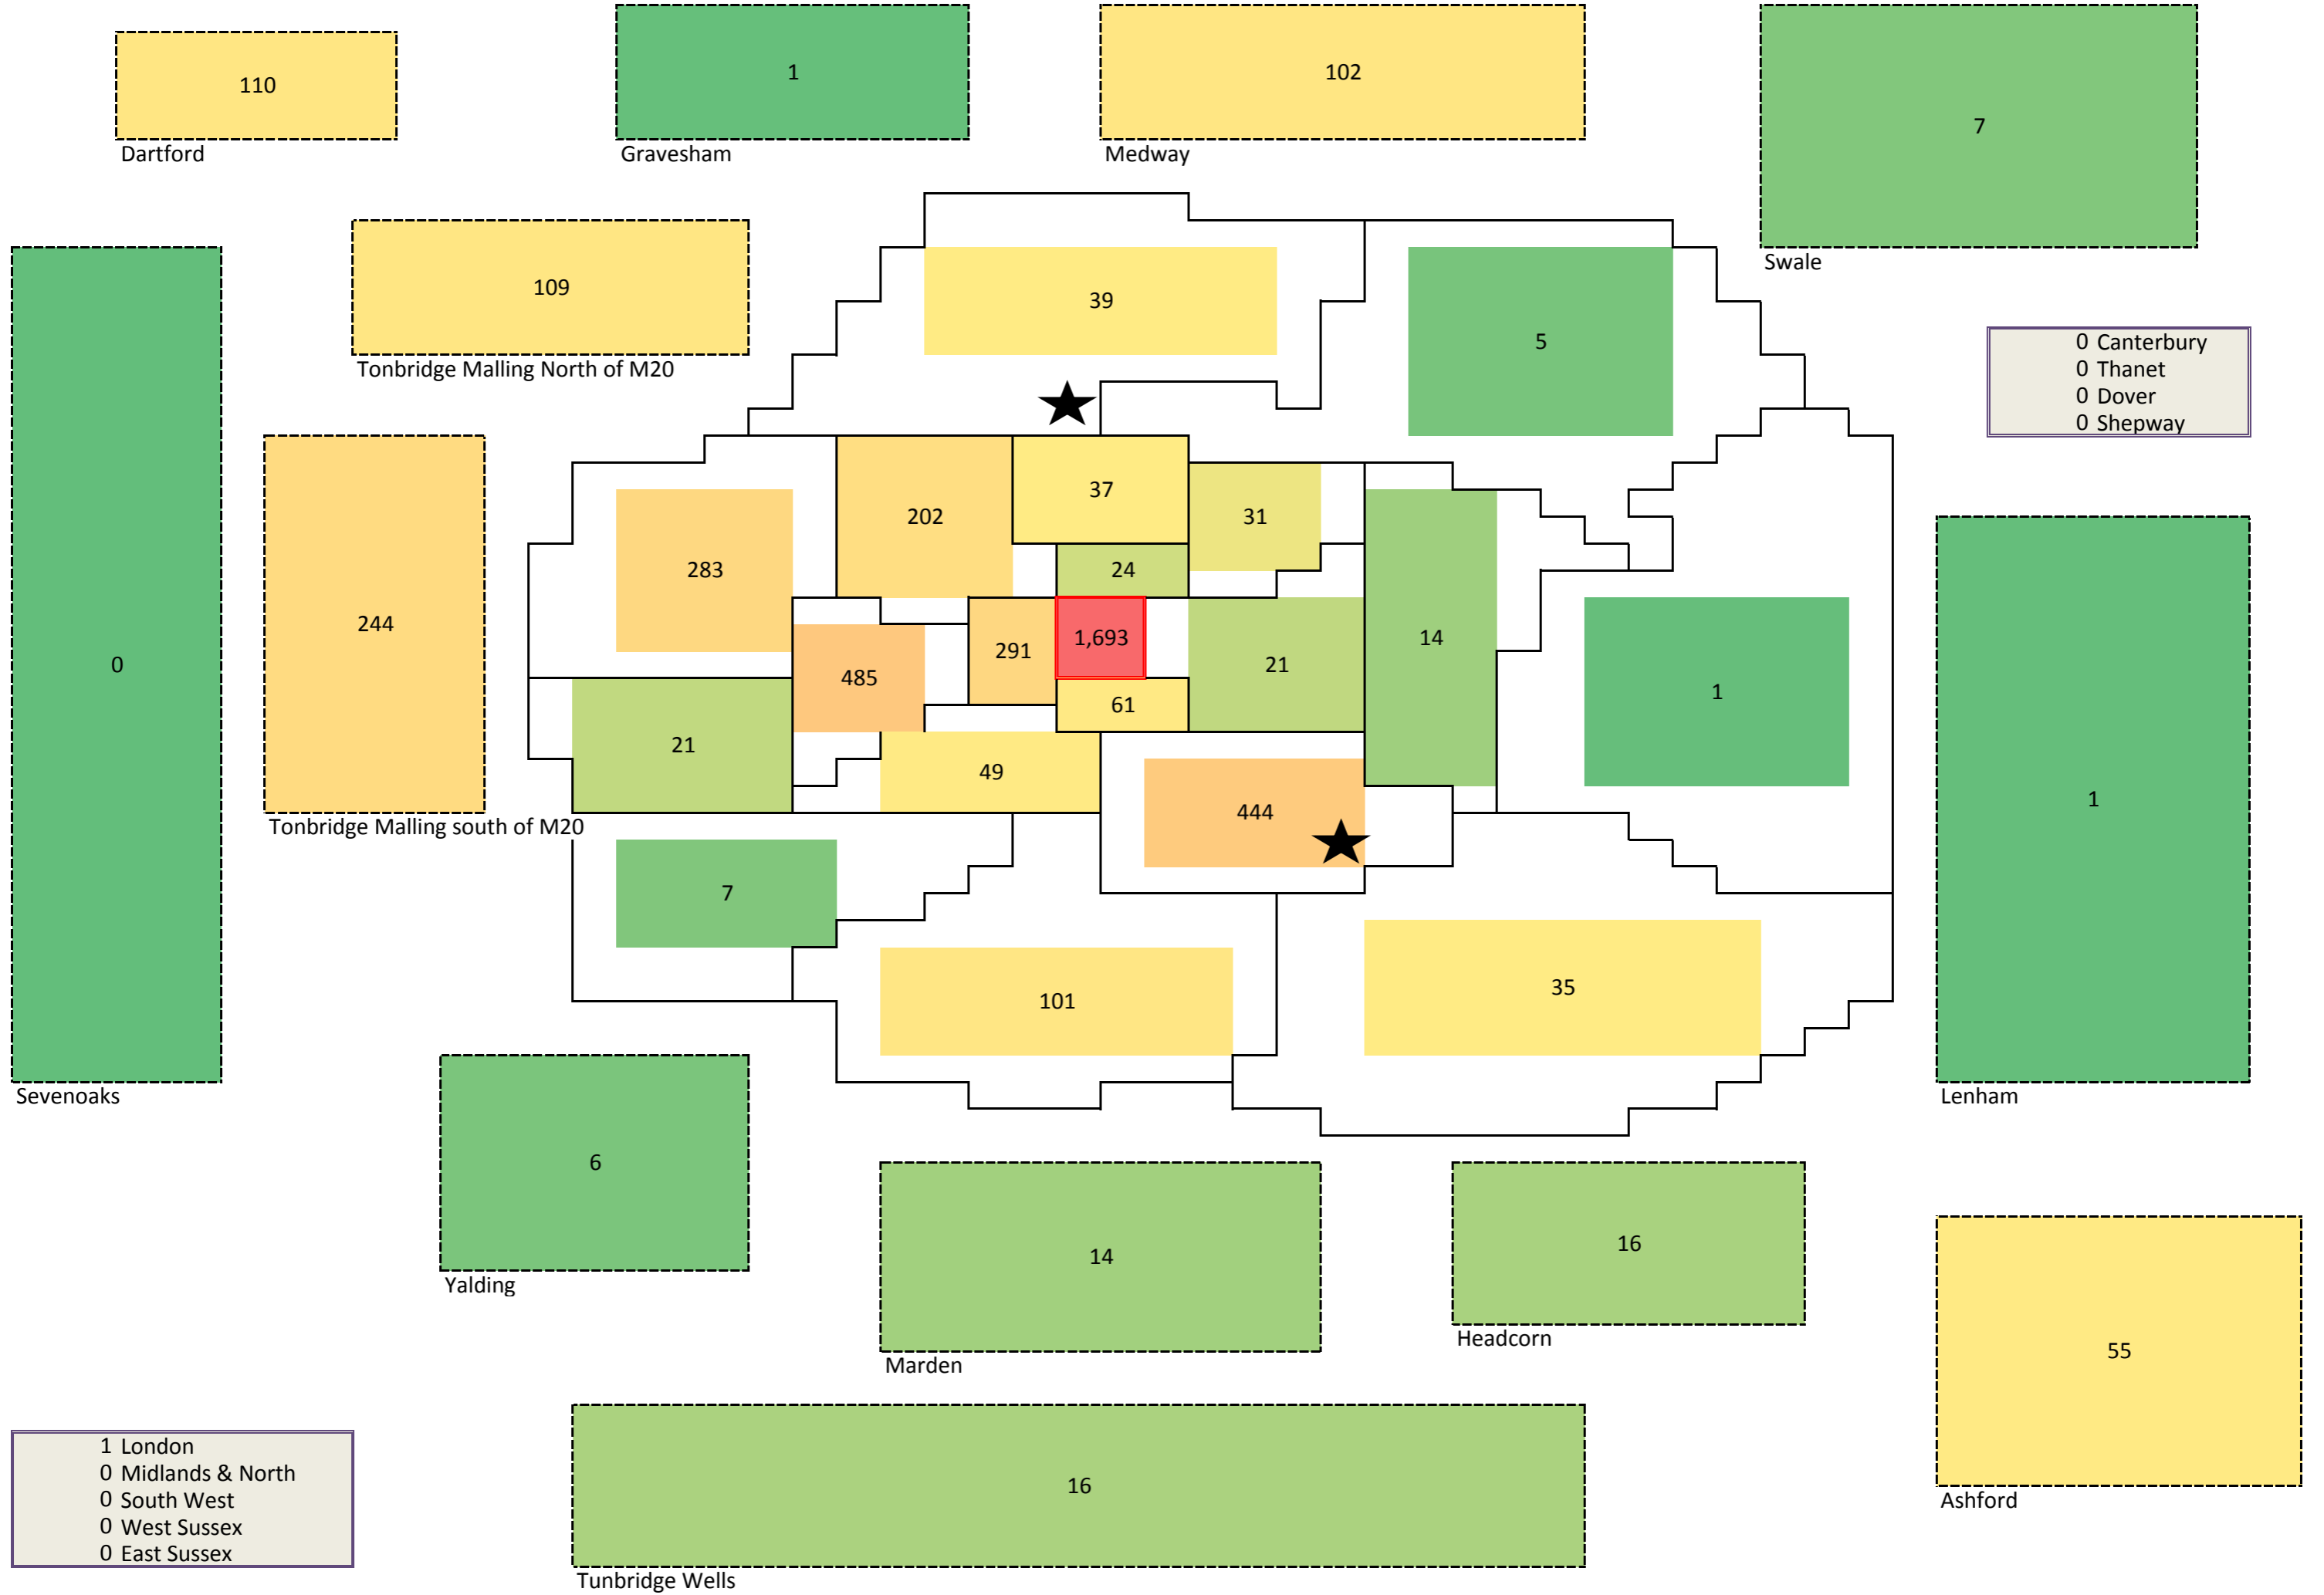 110
Dartford
1
Gravesham
102
Medway
7
Swale
109
Tonbridge Malling North of M20
39
5
0 Canterbury
0 Thanet
0 Dover
0 Shepway
0
Sevenoaks
244
Tonbridge Malling south of M20
283
202
37
31
24
485
291
1,693
21
14
1
61
21
49
444
1
Lenham
7
101
35
6
Yalding
14
Marden
16
Headcorn
55
Ashford
1 London
0 Midlands & North
0 South West
0 West Sussex
0 East Sussex
16
Tunbridge Wells